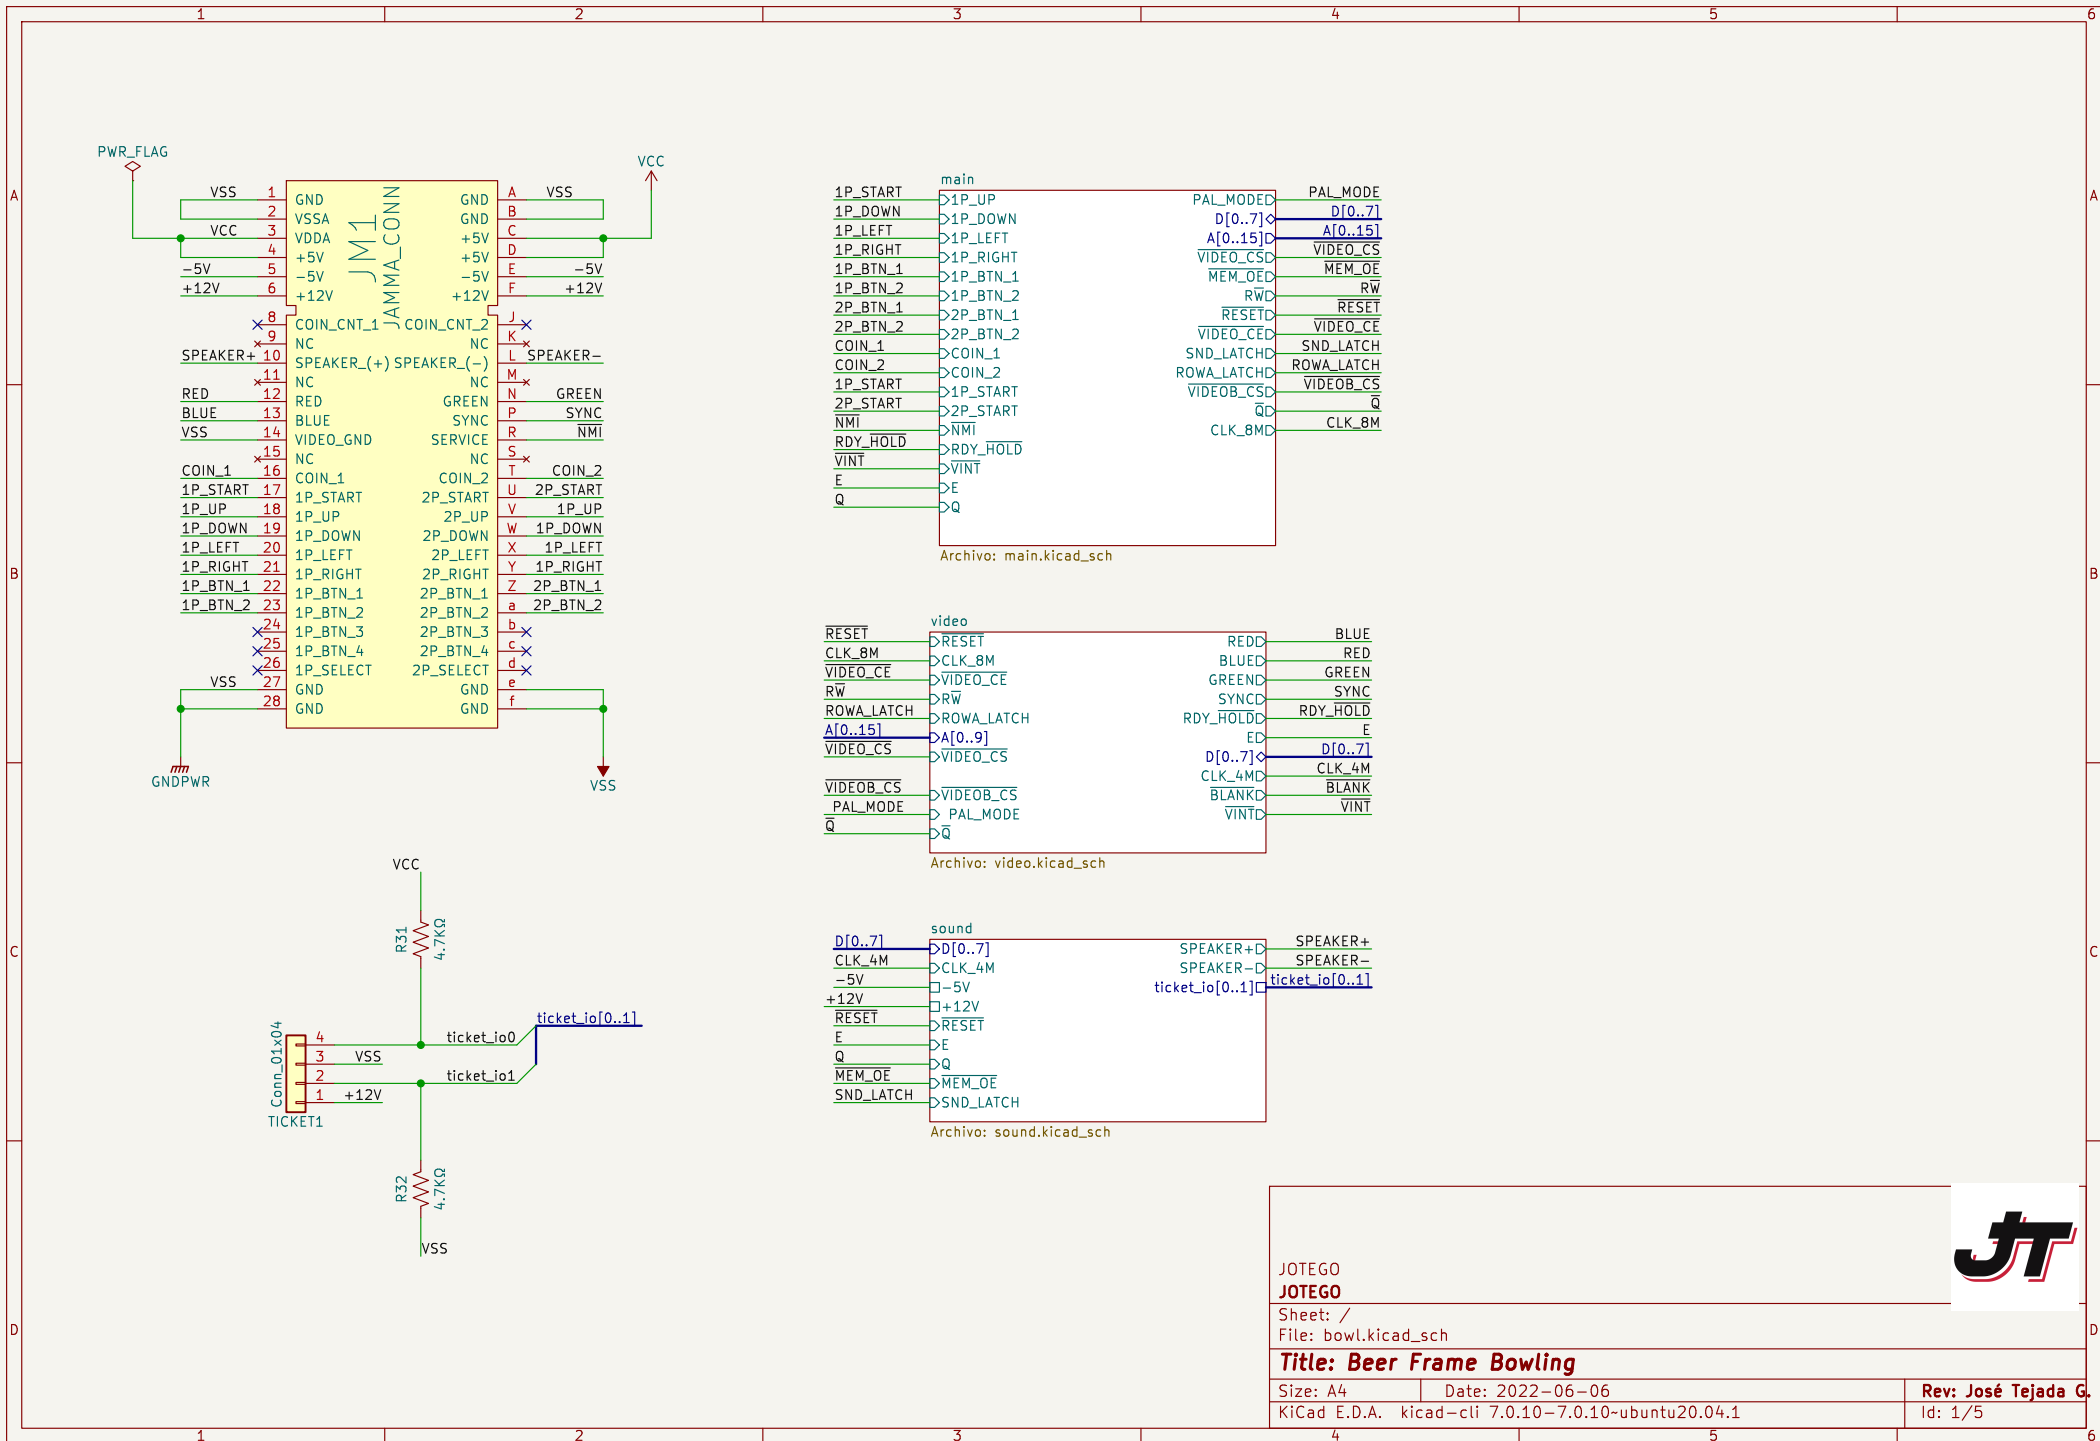 1 2 3 4 5 6
A
B
C
D
A
B
C
D
PWR_FLAG
VCC
JM1
JAMMA_CONN
VSS 1 GND GND A VSS
2 VSSA GND B
VCC 3 VDDA +5V C
4 +5V +5V D
-5V 5 -5V -5V E -5V
+12V 6 +12V +12V F +12V
8 COIN_CNT_1 COIN_CNT_2 J
9 NC NC K
SPEAKER+ 10 SPEAKER_(+) SPEAKER_(-) L SPEAKER-
11 NC NC M
RED 12 RED GREEN N GREEN
BLUE 13 BLUE SYNC P SYNC
VSS 14 VIDEO_GND SERVICE R NMI
15 NC NC S
COIN_1 16 COIN_1 COIN_2 T COIN_2
1P_START 17 1P_START 2P_START U 2P_START
1P_UP 18 1P_UP 2P_UP V 1P_UP
1P_DOWN 19 1P_DOWN 2P_DOWN W 1P_DOWN
1P_LEFT 20 1P_LEFT 2P_LEFT X 1P_LEFT
1P_RIGHT 21 1P_RIGHT 2P_RIGHT Y 1P_RIGHT
1P_BTN_1 22 1P_BTN_1 2P_BTN_1 Z 2P_BTN_1
1P_BTN_2 23 1P_BTN_2 2P_BTN_2 a 2P_BTN_2
24 1P_BTN_3 2P_BTN_3 b
25 1P_BTN_4 2P_BTN_4 c
26 1P_SELECT 2P_SELECT d
VSS 27 GND GND e
28 GND GND f
GNDPWR
VSS
main
1P_START 1P_UP PAL_MODE PAL_MODE
1P_DOWN 1P_DOWN D[0..7] D[0..7]
1P_LEFT 1P_LEFT A[0..15] A[0..15]
1P_RIGHT 1P_RIGHT VIDEO_CS VIDEO_CS
1P_BTN_1 1P_BTN_1 MEM_OE MEM_OE
1P_BTN_2 1P_BTN_2 RW RW
2P_BTN_1 2P_BTN_1 RESET RESET
2P_BTN_2 2P_BTN_2 VIDEO_CE VIDEO_CE
COIN_1 COIN_1 SND_LATCH SND_LATCH
COIN_2 COIN_2 ROWA_LATCH ROWA_LATCH
1P_START 1P_START VIDEOB_CS VIDEOB_CS
2P_START 2P_START Q Q
NMI NMI CLK_8M CLK_8M
RDY_HOLD RDY_HOLD
VINT VINT
E E
Q Q
Archivo: main.kicad_sch
video
RESET RESET RED BLUE
CLK_8M CLK_8M BLUE RED
VIDEO_CE VIDEO_CE GREEN GREEN
RW RW SYNC SYNC
ROWA_LATCH ROWA_LATCH RDY_HOLD RDY_HOLD
A[0..15] A[0..9] E E
VIDEO_CS VIDEO_CS D[0..7] D[0..7]
CLK_4M CLK_4M
VIDEOB_CS VIDEOB_CS BLANK BLANK
PAL_MODE PAL_MODE VINT VINT
Q Q
Archivo: video.kicad_sch
sound
D[0..7] D[0..7] SPEAKER+ SPEAKER+
CLK_4M CLK_4M SPEAKER- SPEAKER-
-5V -5V ticket_io[0..1] ticket_io[0..1]
+12V +12V
RESET RESET
E E
Q Q
MEM_OE MEM_OE
SND_LATCH SND_LATCH
Archivo: sound.kicad_sch
VCC
R31
4.7KΩ
ticket_io[0..1]
Conn_01x04
4 ticket_io0
3 VSS
2 ticket_io1
1 +12V
TICKET1
R32
4.7KΩ
VSS
JT
JOTEGO
JOTEGO
Sheet: /
File: bowl.kicad_sch
Title: Beer Frame Bowling
Size: A4 Date: 2022-06-06 Rev: José Tejada G.
KiCad E.D.A. kicad-cli 7.0.10-7.0.10~ubuntu20.04.1 Id: 1/5
1 2 3 4 5 6